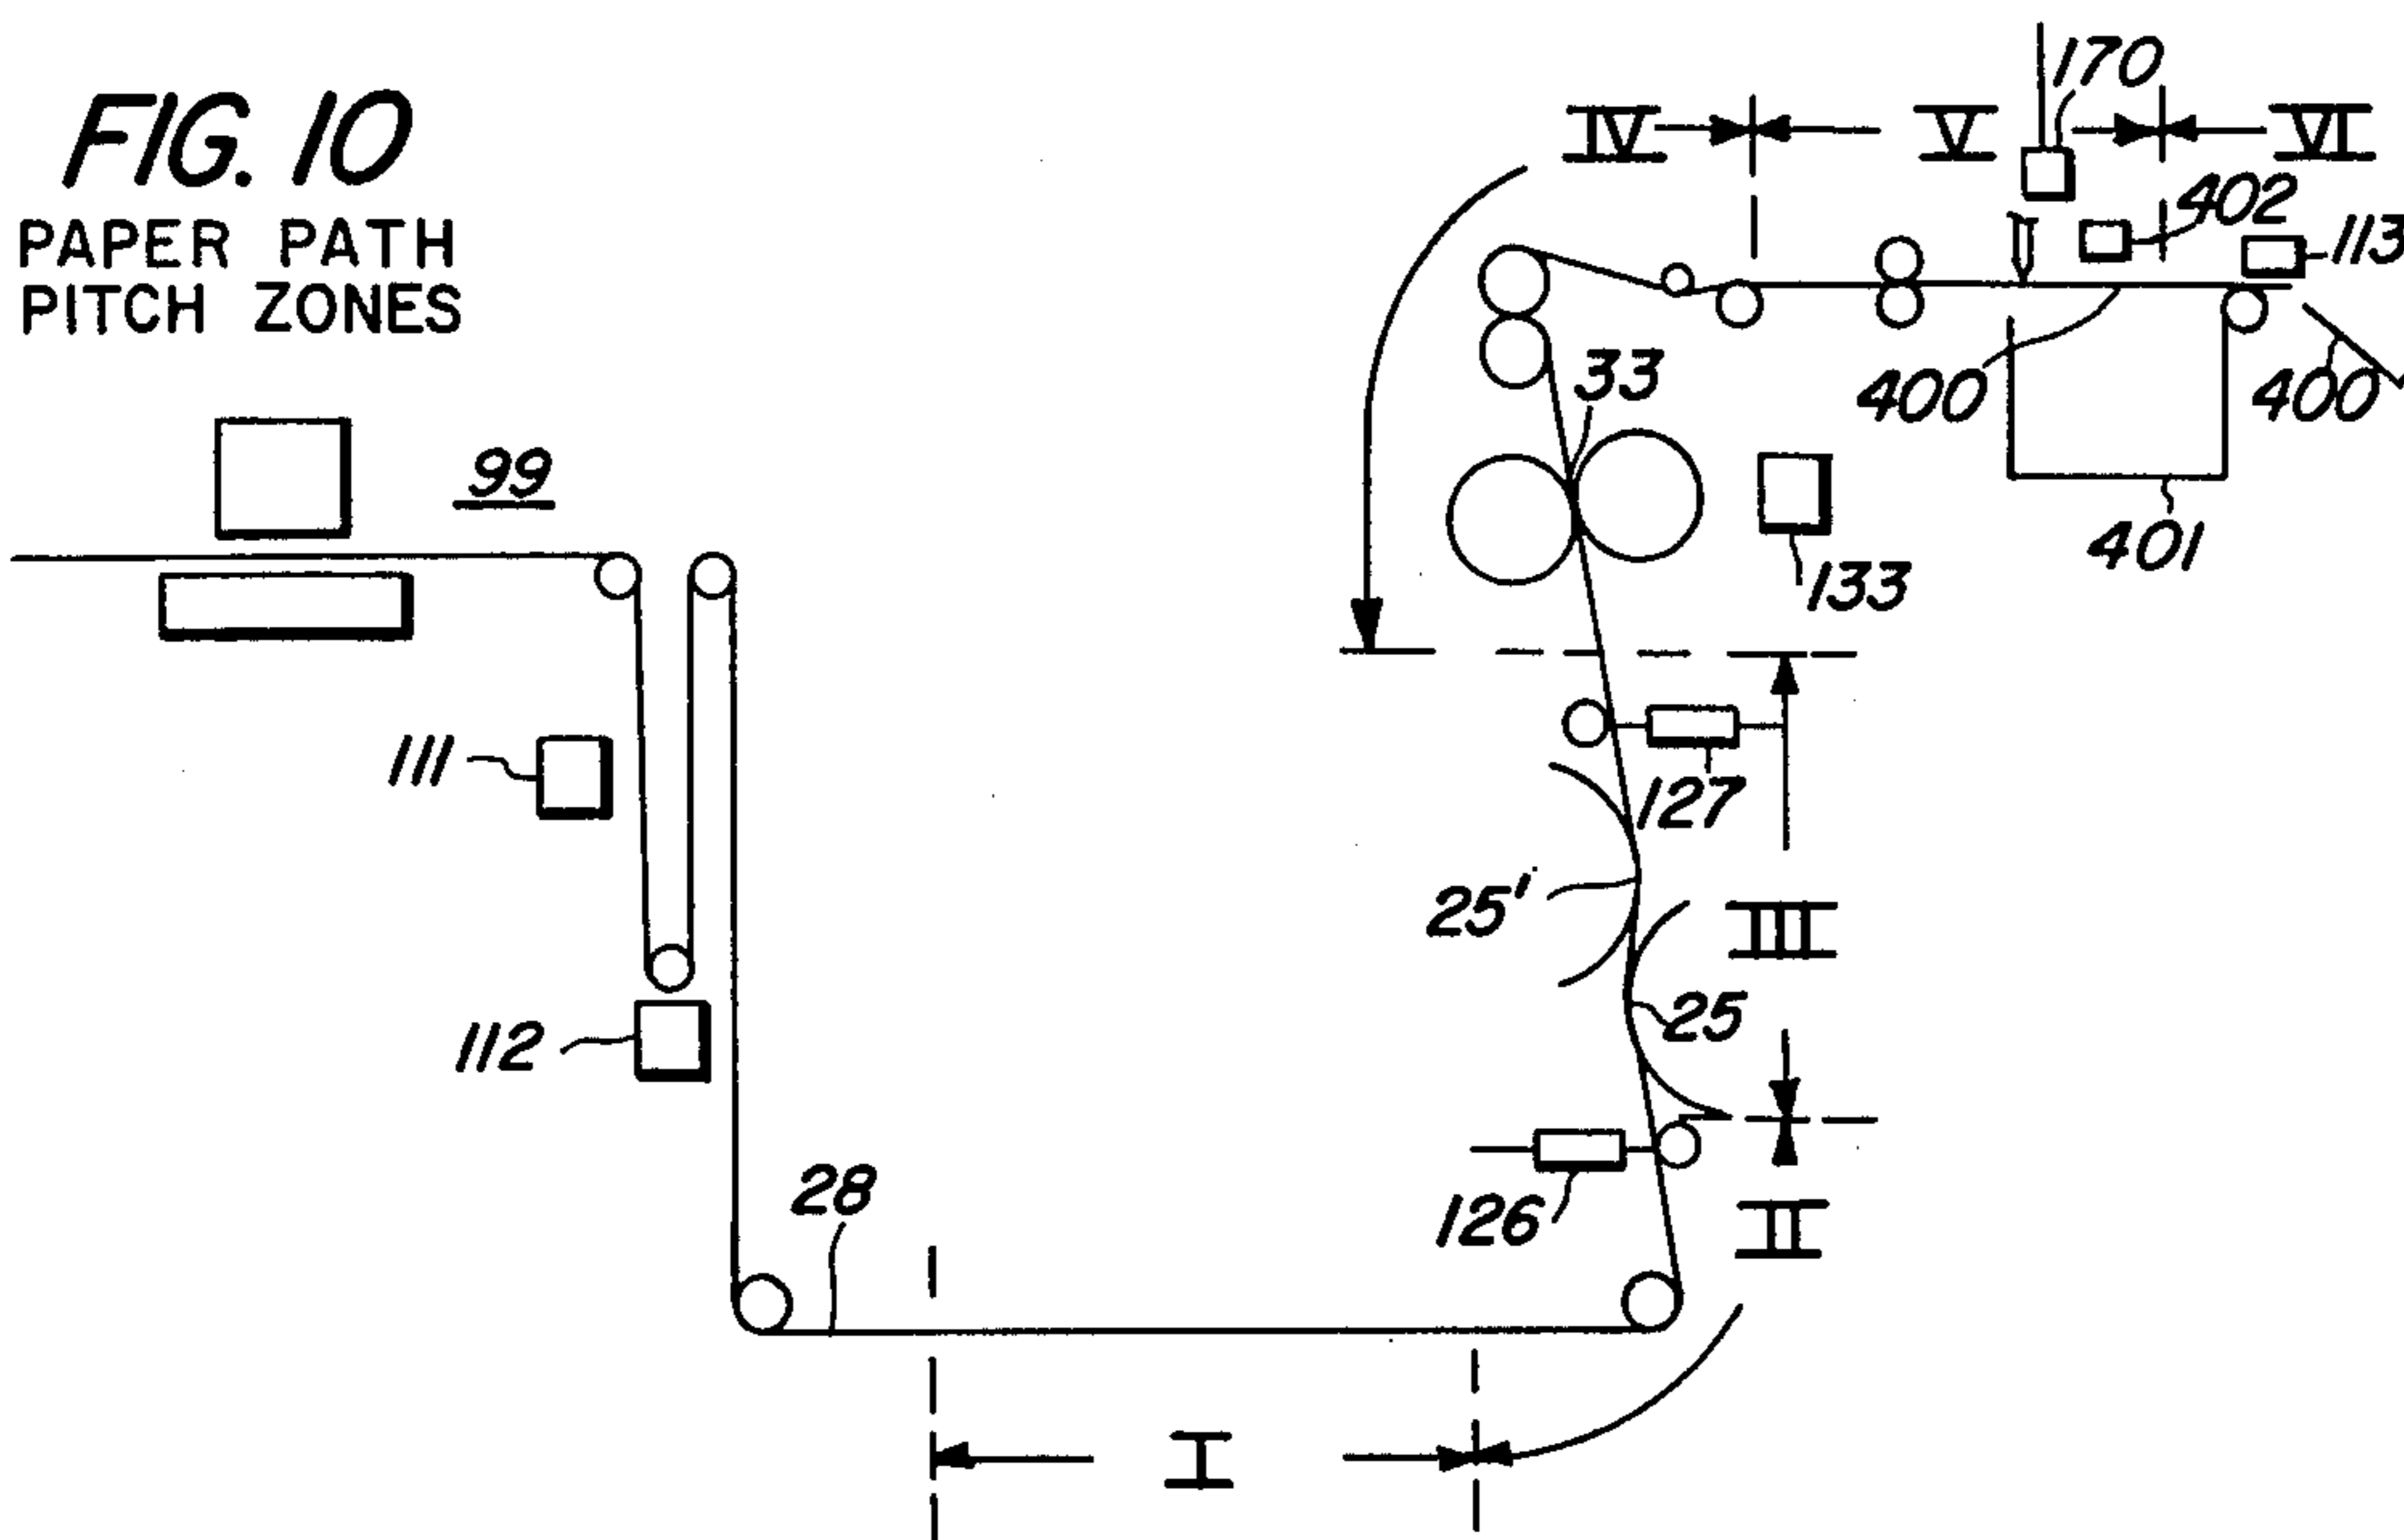 FIG. 10
PAPER PATH
PITCH ZONES
170
IV V VI
402
113
33
400 400'
99
401
133
111
127
25'
III
25
112
126
28
II
I